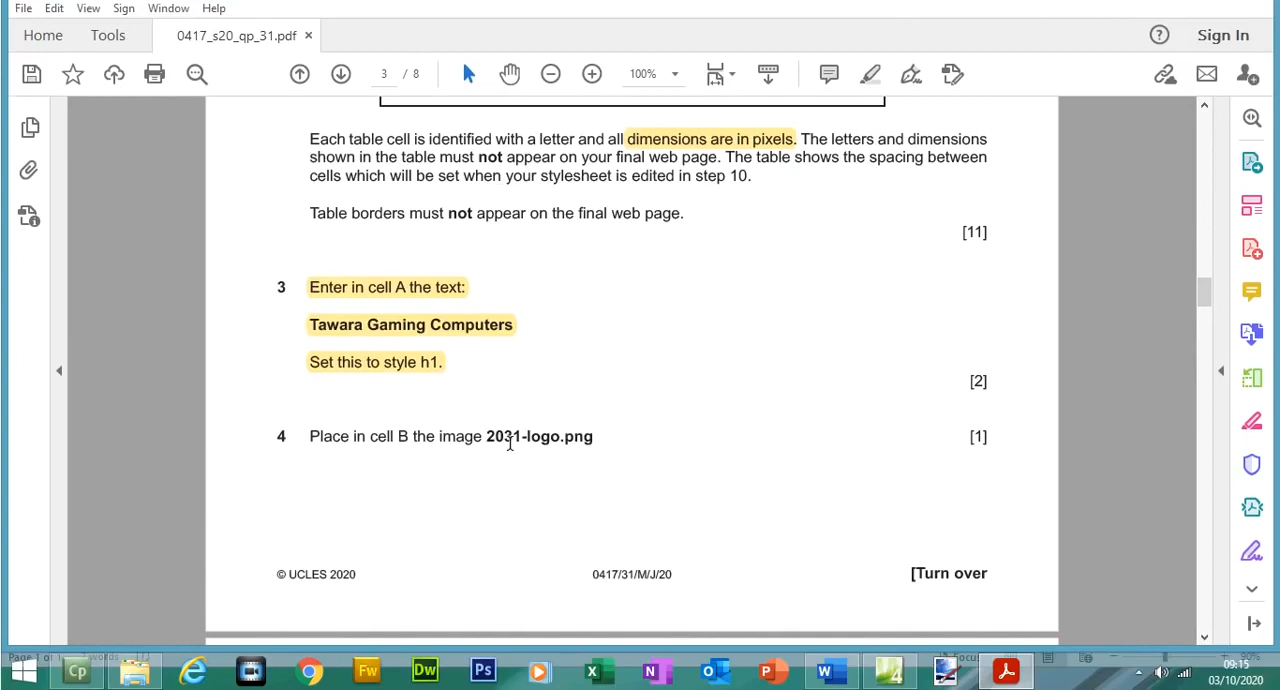 File Edit View Sign Window Help
Home Tools 0417_s20_qp_31.pdf × Sign In
3 / 8 100%
Each table cell is identified with a letter and all dimensions are in pixels. The letters and dimensions
shown in the table must not appear on your final web page. The table shows the spacing between
cells which will be set when your stylesheet is edited in step 10.
Table borders must not appear on the final web page.
[11]
3 Enter in cell A the text:
Tawara Gaming Computers
Set this to style h1.
[2]
4 Place in cell B the image 2031-logo.png [1]
© UCLES 2020 0417/31/M/J/20 [Turn over
Cp Fw Dw Ps X N O P W 4
09:15
03/10/2020